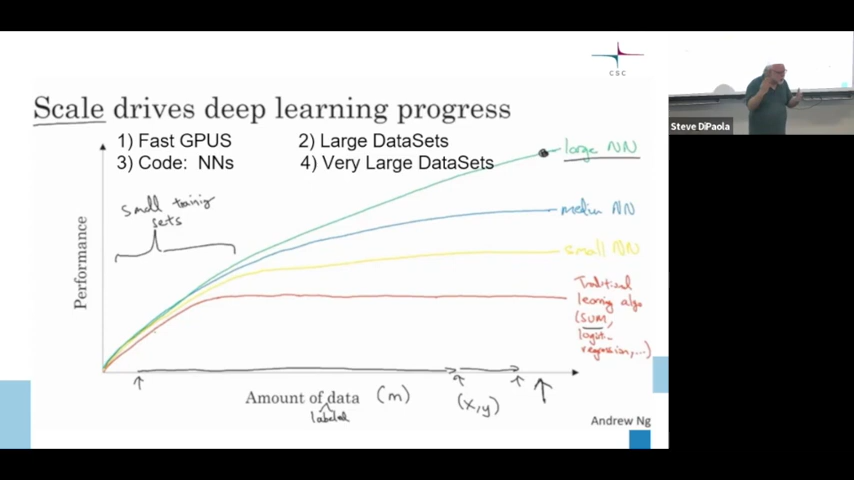 CSC
Scale drives deep learning progress
1) Fast GPUS 2) Large DataSets
3) Code: NNs 4) Very Large DataSets
Steve DiPaola
large NN
small training
sets
medium NN
small NN
Performance
Traditional
learning algo
(SVM,
logistic
regression,...)
Amount of data (m)
labeled
(x,y)
Andrew Ng